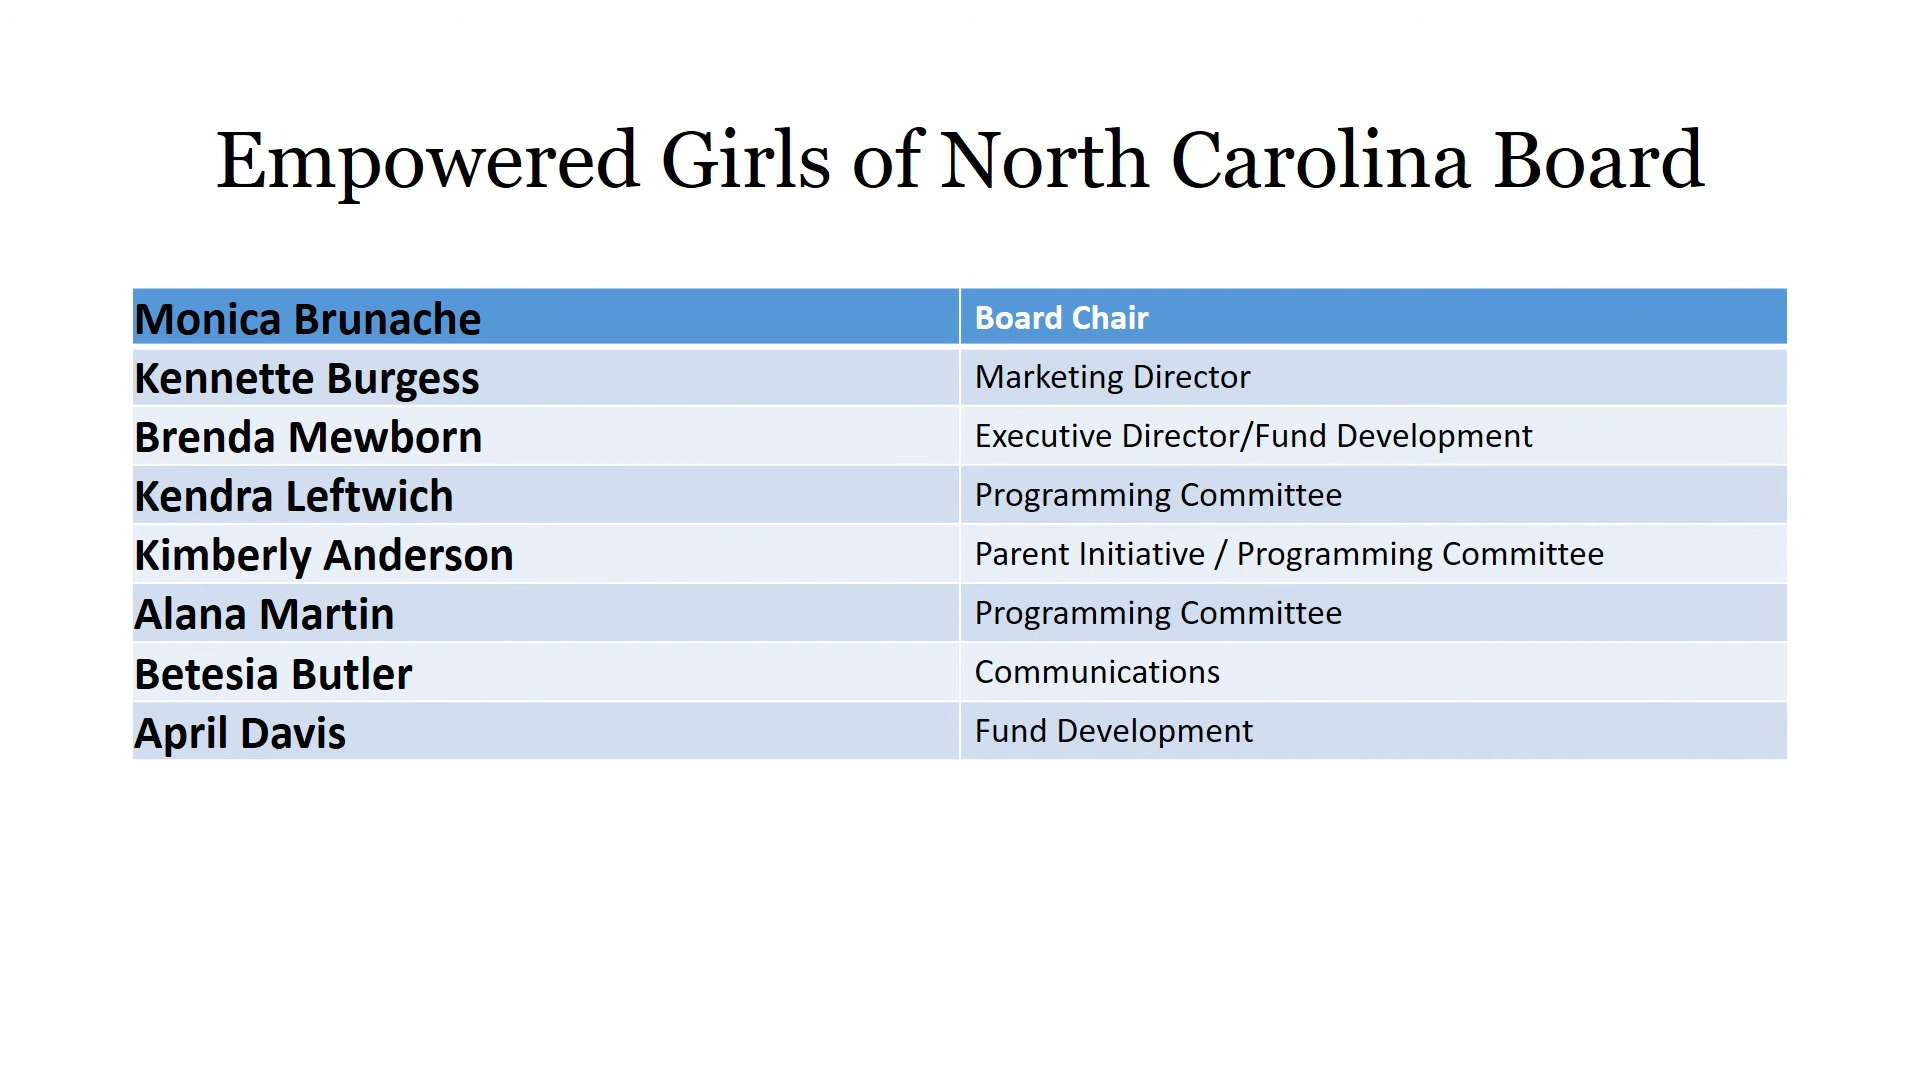 Empowered Girls of North Carolina Board
Monica Brunache Board Chair
Kennette Burgess Marketing Director
Brenda Mewborn Executive Director/Fund Development
Kendra Leftwich Programming Committee
Kimberly Anderson Parent Initiative / Programming Committee
Alana Martin Programming Committee
Betesia Butler Communications
April Davis Fund Development